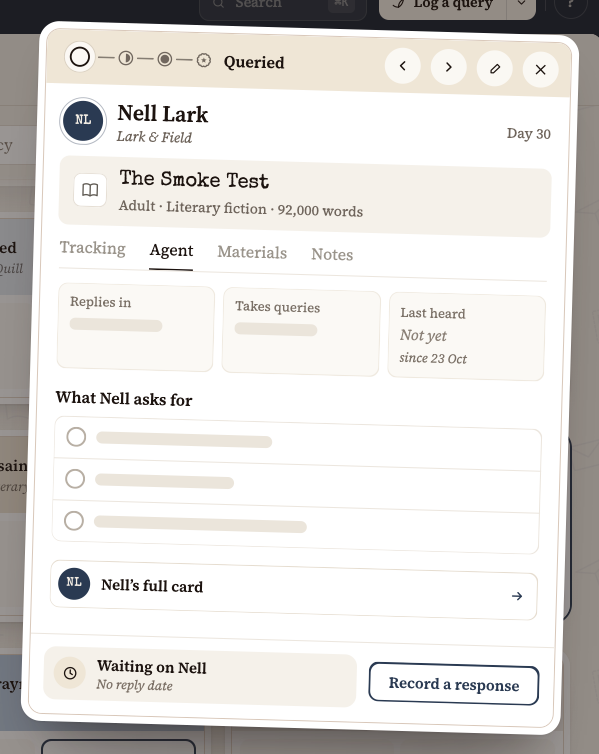 Search
⌘K
Log a query
?
Queried
NL
Nell Lark
Lark & Field
Day 30
The Smoke Test
Adult · Literary fiction · 92,000 words
Tracking
Agent
Materials
Notes
Replies in
Takes queries
Last heard
Not yet
since 23 Oct
What Nell asks for
NL
Nell's full card
Waiting on Nell
No reply date
Record a response
Quill